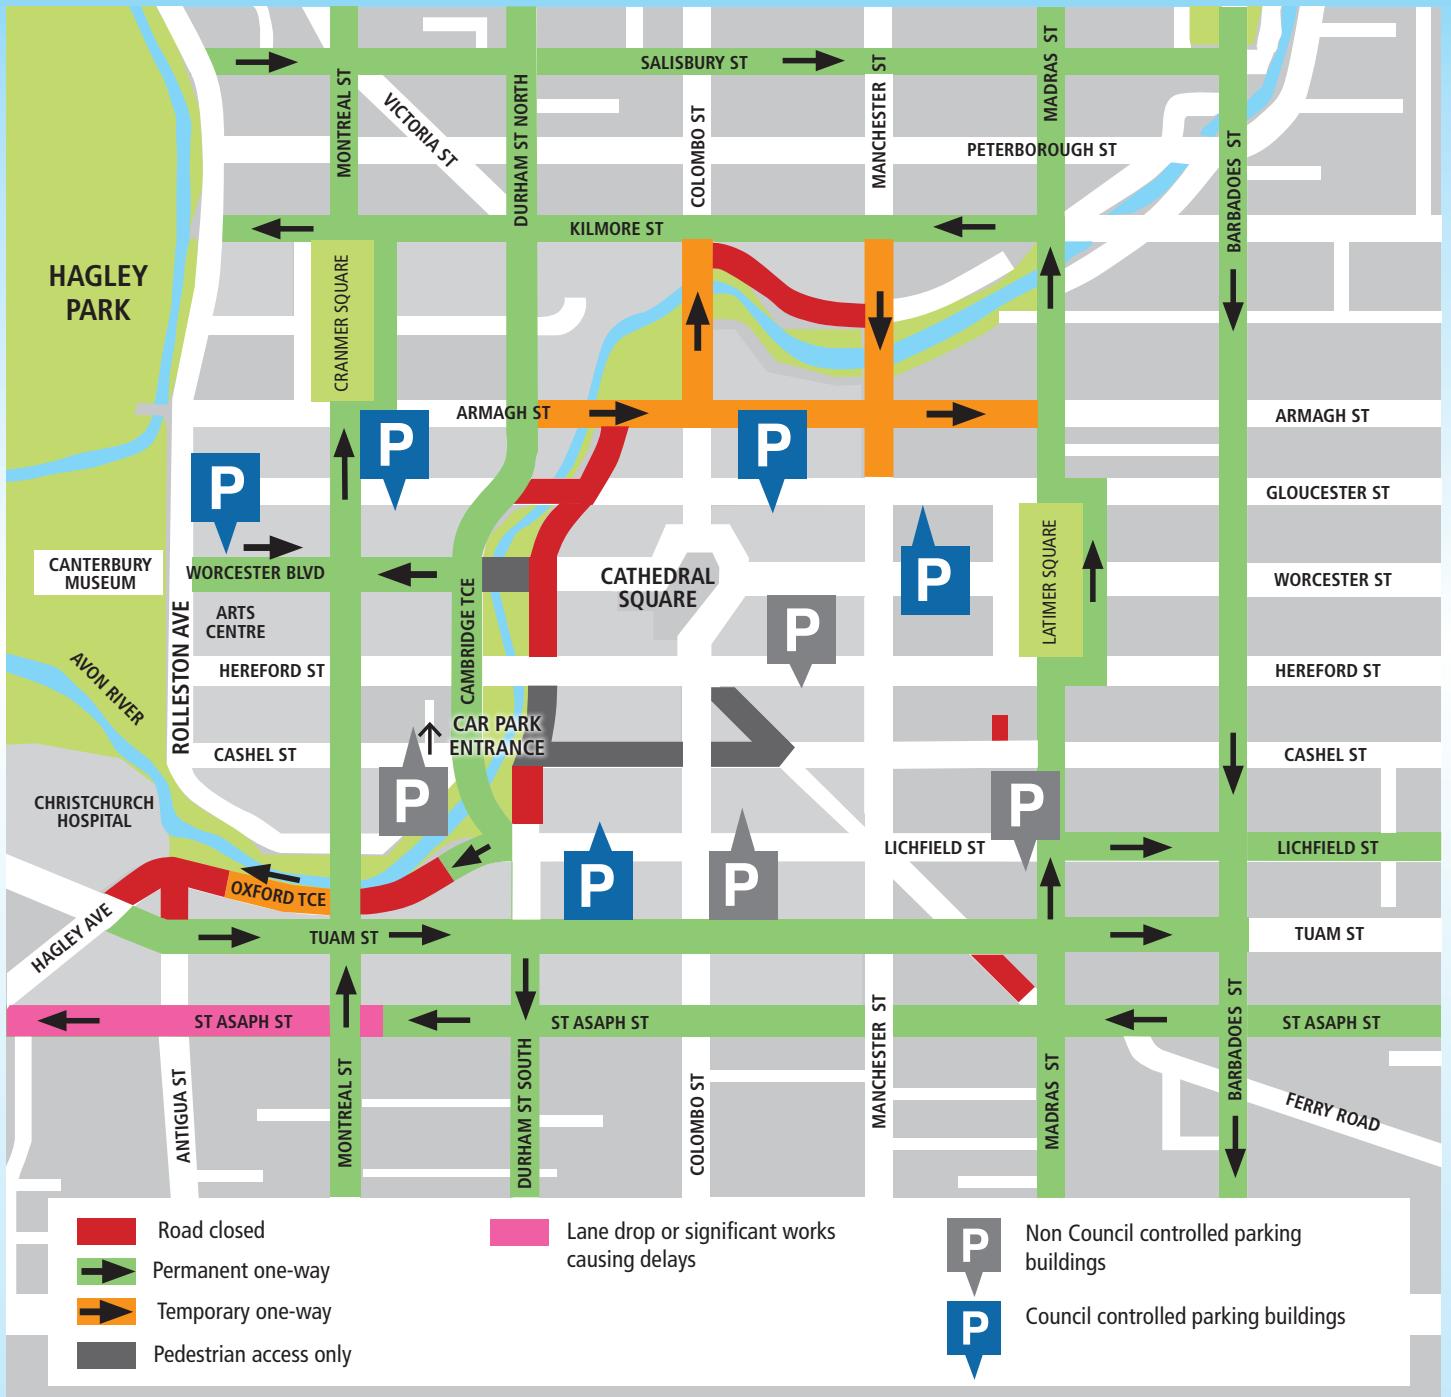 SALISBURY ST
MONTREAL ST
VICTORIA ST
DURHAM ST NORTH
COLOMBO ST
MANCHESTER ST
MADRAS ST
PETERBOROUGH ST
BARBADOES ST
KILMORE ST
HAGLEY
PARK
CRANMER SQUARE
ARMAGH ST
ARMAGH ST
P
P
P
GLOUCESTER ST
CANTERBURY
MUSEUM
WORCESTER BLVD
CATHEDRAL
SQUARE
P
LATIMER SQUARE
WORCESTER ST
ARTS
CENTRE
ROLLESTON AVE
CAMBRIDGE TCE
P
AVON RIVER
HEREFORD ST
HEREFORD ST
CAR PARK
ENTRANCE
CASHEL ST
CASHEL ST
CHRISTCHURCH
HOSPITAL
P
P
LICHFIELD ST
LICHFIELD ST
P
P
OXFORD TCE
HAGLEY AVE
TUAM ST
TUAM ST
ST ASAPH ST
ST ASAPH ST
ST ASAPH ST
ANTIGUA ST
MONTREAL ST
DURHAM ST SOUTH
COLOMBO ST
MANCHESTER ST
MADRAS ST
BARBADOES ST
FERRY ROAD
Road closed
Permanent one-way
Temporary one-way
Pedestrian access only
Lane drop or significant works
causing delays
P
Non Council controlled parking
buildings
P
Council controlled parking buildings